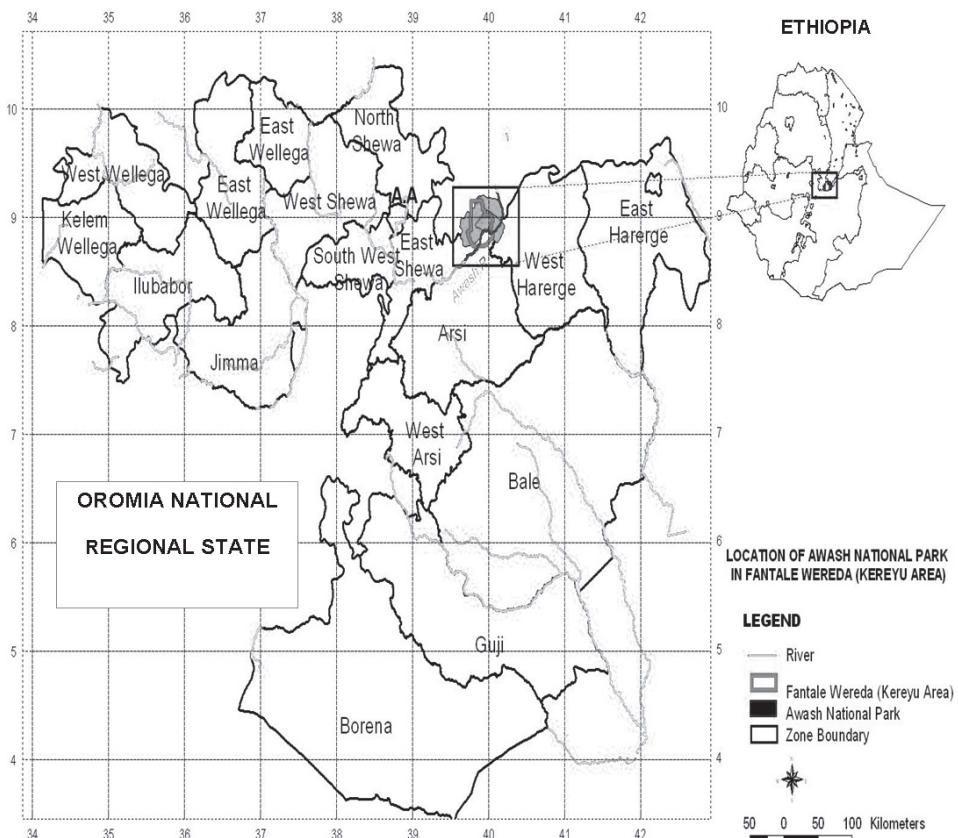 34 35 36 37 38 39 40 41 42
ETHIOPIA
10 10
9 9
8 8
7 7
6 6
5 5
4 4
North
Shewa
East
Wellega
West Wellega
East
Wellega
West Shewa
A.A
Kelem
Wellega
South West
Shewa
East
Shewa
Awash
West
Harerge
East
Harerge
Ilubabor
Jimma
Arsi
West
Arsi
Bale
Guji
Borena
OROMIA NATIONAL
REGIONAL STATE
LOCATION OF AWASH NATIONAL PARK
IN FANTALE WEREDA (KEREYU AREA)
LEGEND
River
Fantale Wereda (Kereyu Area)
Awash National Park
Zone Boundary
50 0 50 100 Kilometers
34 35 36 37 38 39 40 41 42